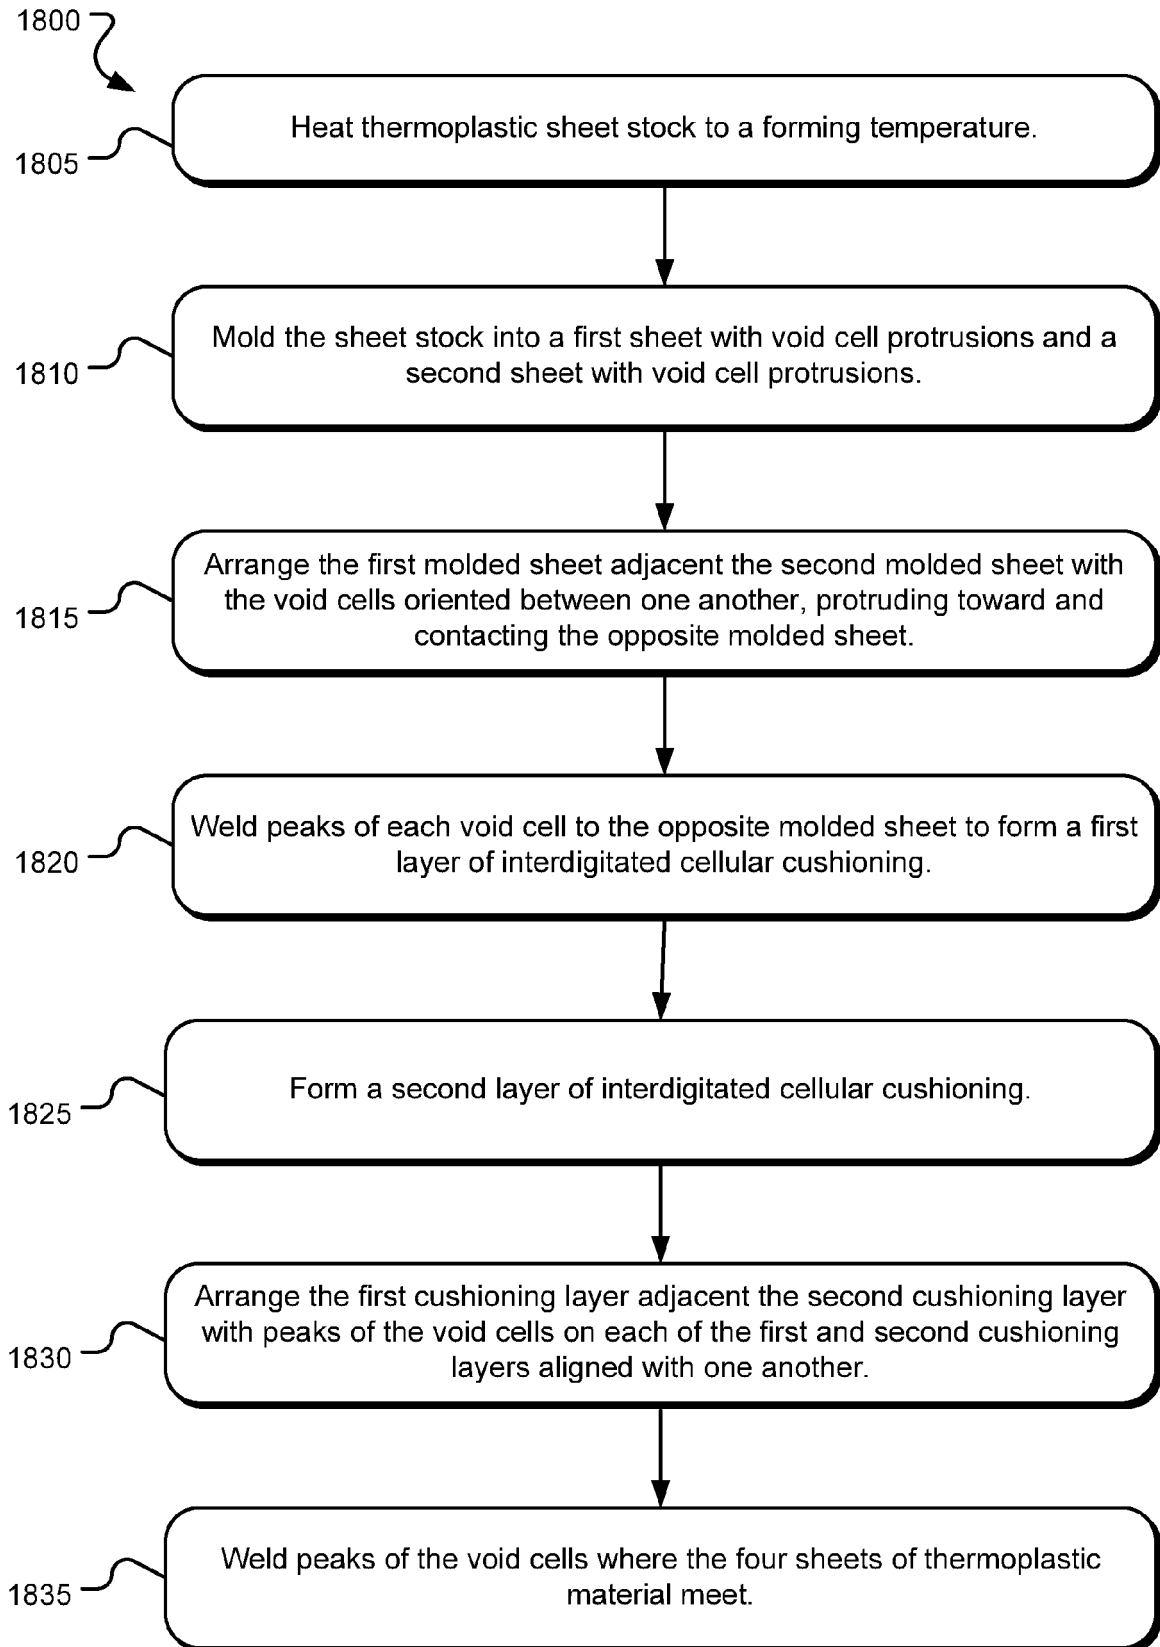 1800
Heat thermoplastic sheet stock to a forming temperature.
1805
Mold the sheet stock into a first sheet with void cell protrusions and a
second sheet with void cell protrusions.
1810
Arrange the first molded sheet adjacent the second molded sheet with
the void cells oriented between one another, protruding toward and
contacting the opposite molded sheet.
1815
Weld peaks of each void cell to the opposite molded sheet to form a first
layer of interdigitated cellular cushioning.
1820
Form a second layer of interdigitated cellular cushioning.
1825
Arrange the first cushioning layer adjacent the second cushioning layer
with peaks of the void cells on each of the first and second cushioning
layers aligned with one another.
1830
Weld peaks of the void cells where the four sheets of thermoplastic
material meet.
1835